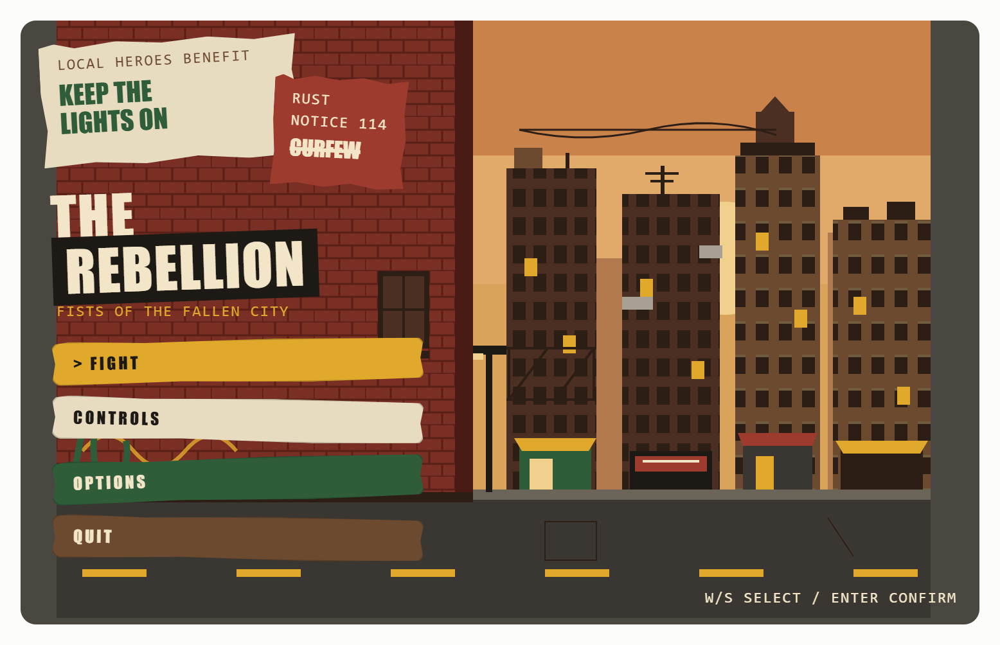 LOCAL HEROES BENEFIT
KEEP THE
LIGHTS ON
RUST
NOTICE 114
CURFEW
THE
REBELLION
FISTS OF THE FALLEN CITY
> FIGHT
CONTROLS
OPTIONS
QUIT
W/S SELECT / ENTER CONFIRM